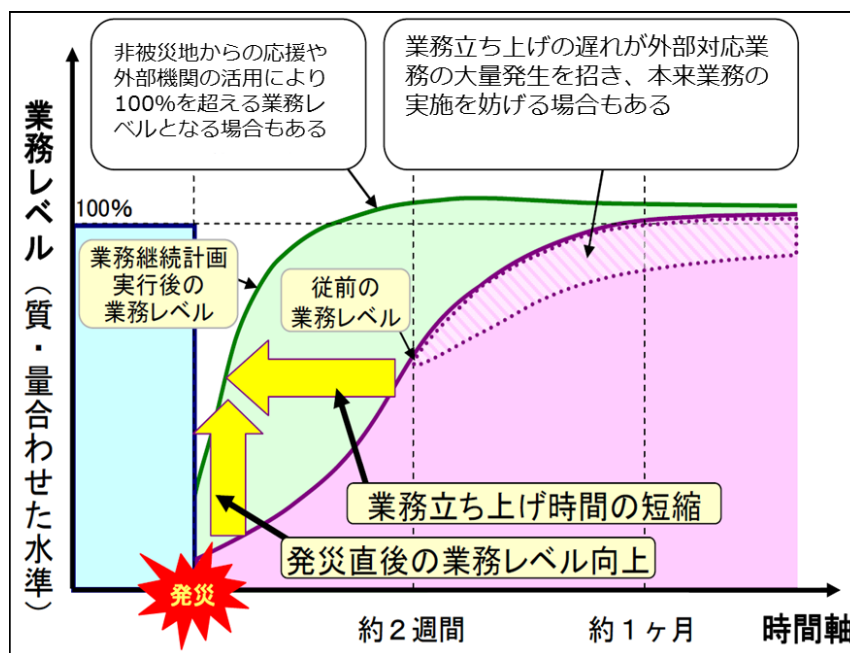 非被災地からの応援や
外部機関の活用により
100％を超える業務レ
ベルとなる場合もある
業務立ち上げの遅れが外部対応業
務の大量発生を招き、本来業務の
実施を妨げる場合もある
業務レベル（質・量合わせた水準）
100%
業務継続計画
実行後の
業務レベル
従前の
業務レベル
業務立ち上げ時間の短縮
発災直後の業務レベル向上
発災
約２週間
約１ヶ月
時間軸